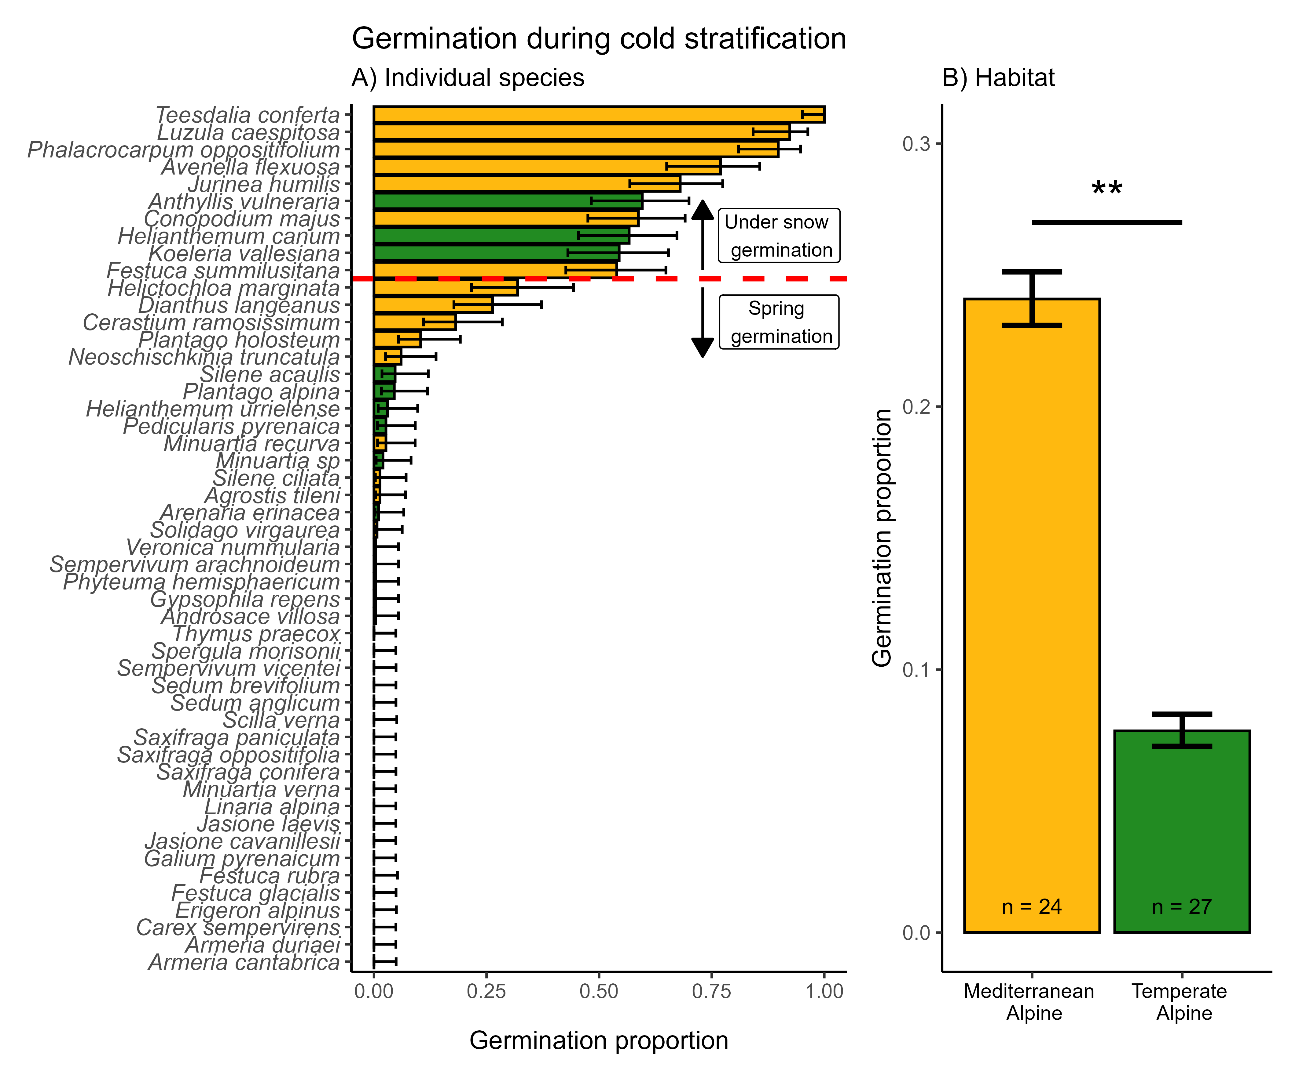 Germination during cold stratification
A) Individual species
Teesdalia conferta
Luzula caespitosa
Phalacrocarpum oppositifolium
Avenella flexuosa
Jurinea humilis
Anthyllis vulneraria
Conopodium majus
Helianthemum canum
Koeleria vallesiana
Festuca summilusitana
Helictochloa marginata
Dianthus langeanus
Cerastium ramosissimum
Plantago holosteum
Neoschischkinia truncatula
Silene acaulis
Plantago alpina
Helianthemum urrielense
Pedicularis pyrenaica
Minuartia recurva
Minuartia sp
Silene ciliata
Agrostis tileni
Arenaria erinacea
Solidago virgaurea
Veronica nummularia
Sempervivum arachnoideum
Phyteuma hemisphaericum
Gypsophila repens
Androsace villosa
Thymus praecox
Spergula morisonii
Sempervivum vicentei
Sedum brevifolium
Sedum anglicum
Scilla verna
Saxifraga paniculata
Saxifraga oppositifolia
Saxifraga conifera
Minuartia verna
Linaria alpina
Jasione laevis
Jasione cavanillesii
Galium pyrenaicum
Festuca rubra
Festuca glacialis
Erigeron alpinus
Carex sempervirens
Armeria duriaei
Armeria cantabrica
Under snow
germination
Spring
germination
0.00 0.25 0.50 0.75 1.00
Germination proportion
B) Habitat
**
0.3
0.2
0.1
0.0
Germination proportion
n = 24
n = 27
Mediterranean
Alpine
Temperate
Alpine